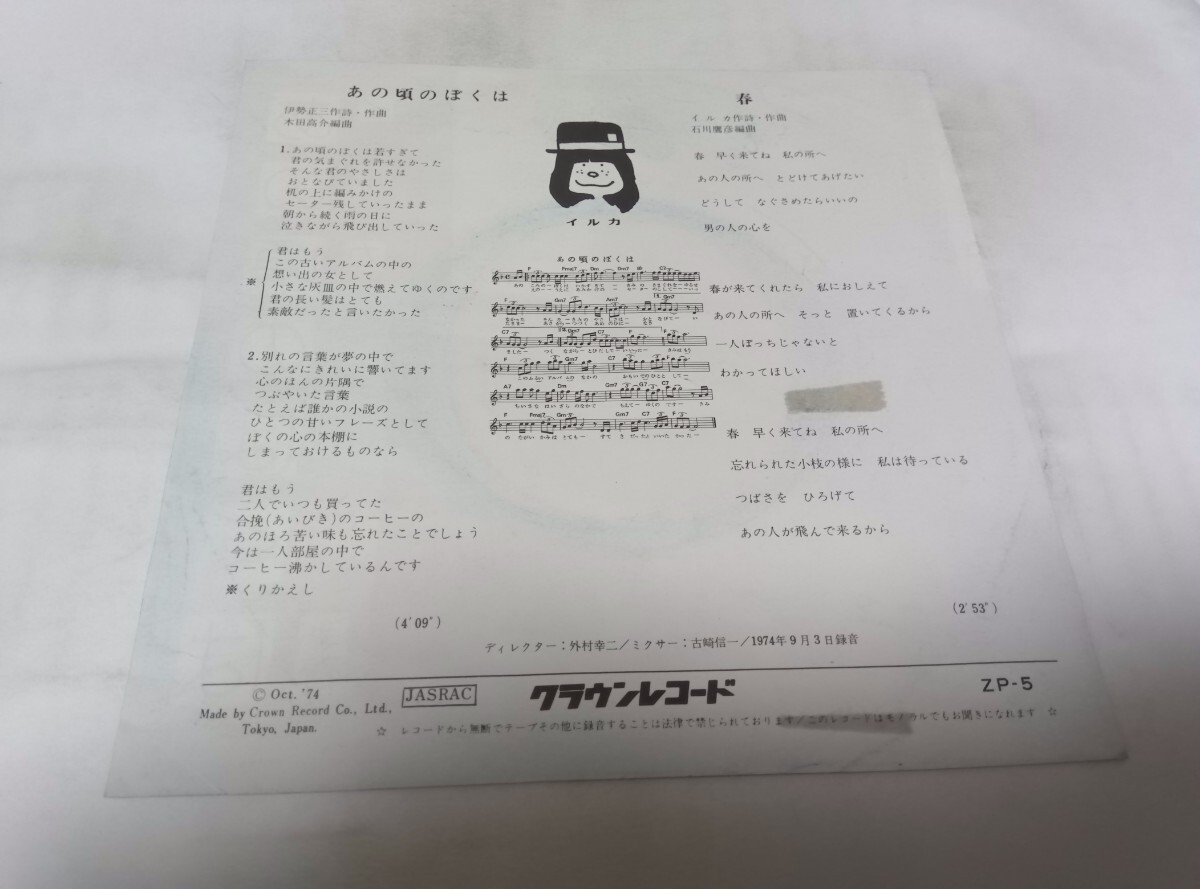 あの頃のぼくは
伊勢正三作詩・作曲
木田高介編曲
1.あの頃のぼくは若すぎて
君の気まぐれを許せなかった
そんな君のやさしさは
おとなびていました
机の上に編みかけの
セーター残していったまま
朝から続く雨の日に
泣きながら飛び出していった
※
君はもう
この古いアルバムの中の
想い出の女として
小さな灰皿の中で燃えてゆくのです
君の長い髪はとても
素敵だったと言いたかった
2.別れの言葉が夢の中で
こんなにきれいに響いてます
心のほんの片隅で
つぶやいた言葉
たとえば誰かの小説の
ひとつの甘いフレーズとして
ぼくの心の本棚に
しまっておけるものなら
君はもう
二人でいつも買ってた
合挽(あいびき)のコーヒーの
あのほろ苦い味も忘れたことでしょう
今は一人部屋の中で
コーヒー沸かしているんです
※くりかえし
(4'09")
イルカ
あの頃のぼくは
春
イルカ作詩・作曲
石川鷹彦編曲
春 早く来てね 私の所へ
あの人の所へ とどけてあげたい
どうして なぐさめたらいいの
男の人の心を
春が来てくれたら 私におしえて
あの人の所へ そっと 置いてくるから
一人ぼっちじゃないと
わかってほしい
春 早く来てね 私の所へ
忘れられた小枝の様に 私は待っている
つばさを ひろげて
あの人が飛んで来るから
(2'53")
ディレクター：外村幸二／ミクサー：古崎信一／1974年9月3日録音
© Oct. '74
Made by Crown Record Co., Ltd.,
Tokyo, Japan.
JASRAC
クラウンレコード
ZP-5
☆ レコードから無断でテープその他に録音することは法律で禁じられております／このレコードはモノラルでもお聞きになれます ☆